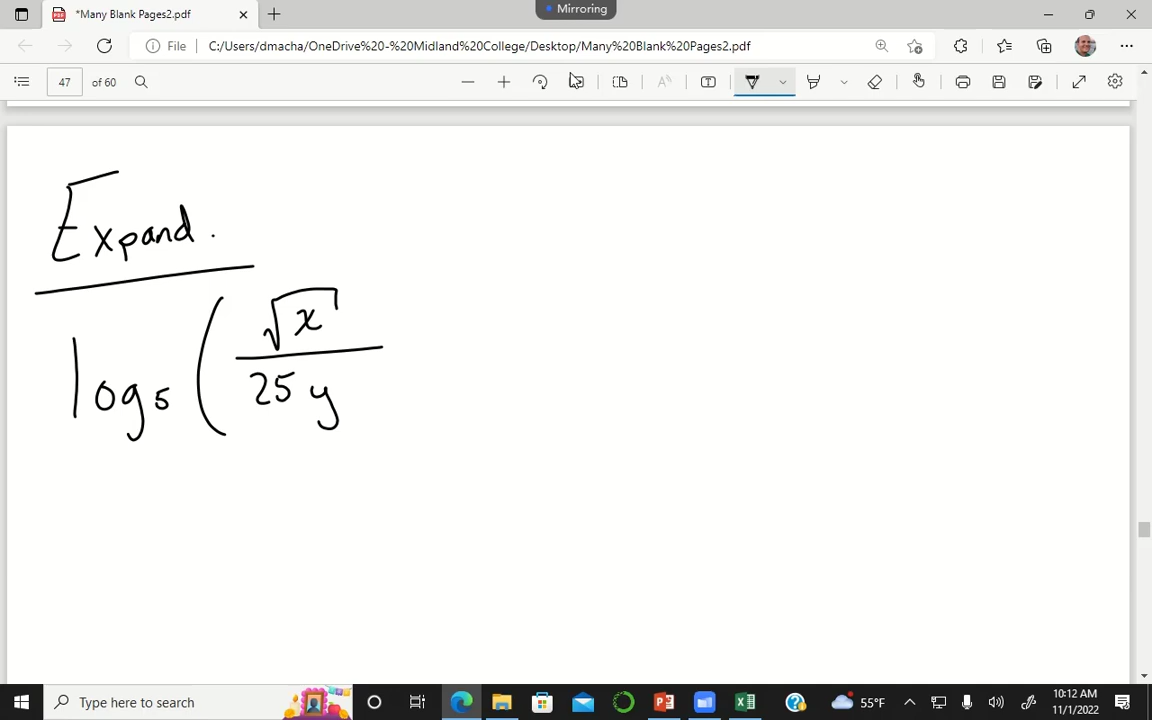 Mirroring
*Many Blank Pages2.pdf
File C:/Users/dmacha/OneDrive%20-%20Midland%20College/Desktop/Many%20Blank%20Pages2.pdf
47 of 60
Expand.
log₅ ( √x
25y
Type here to search
55°F
10:12 AM
11/1/2022